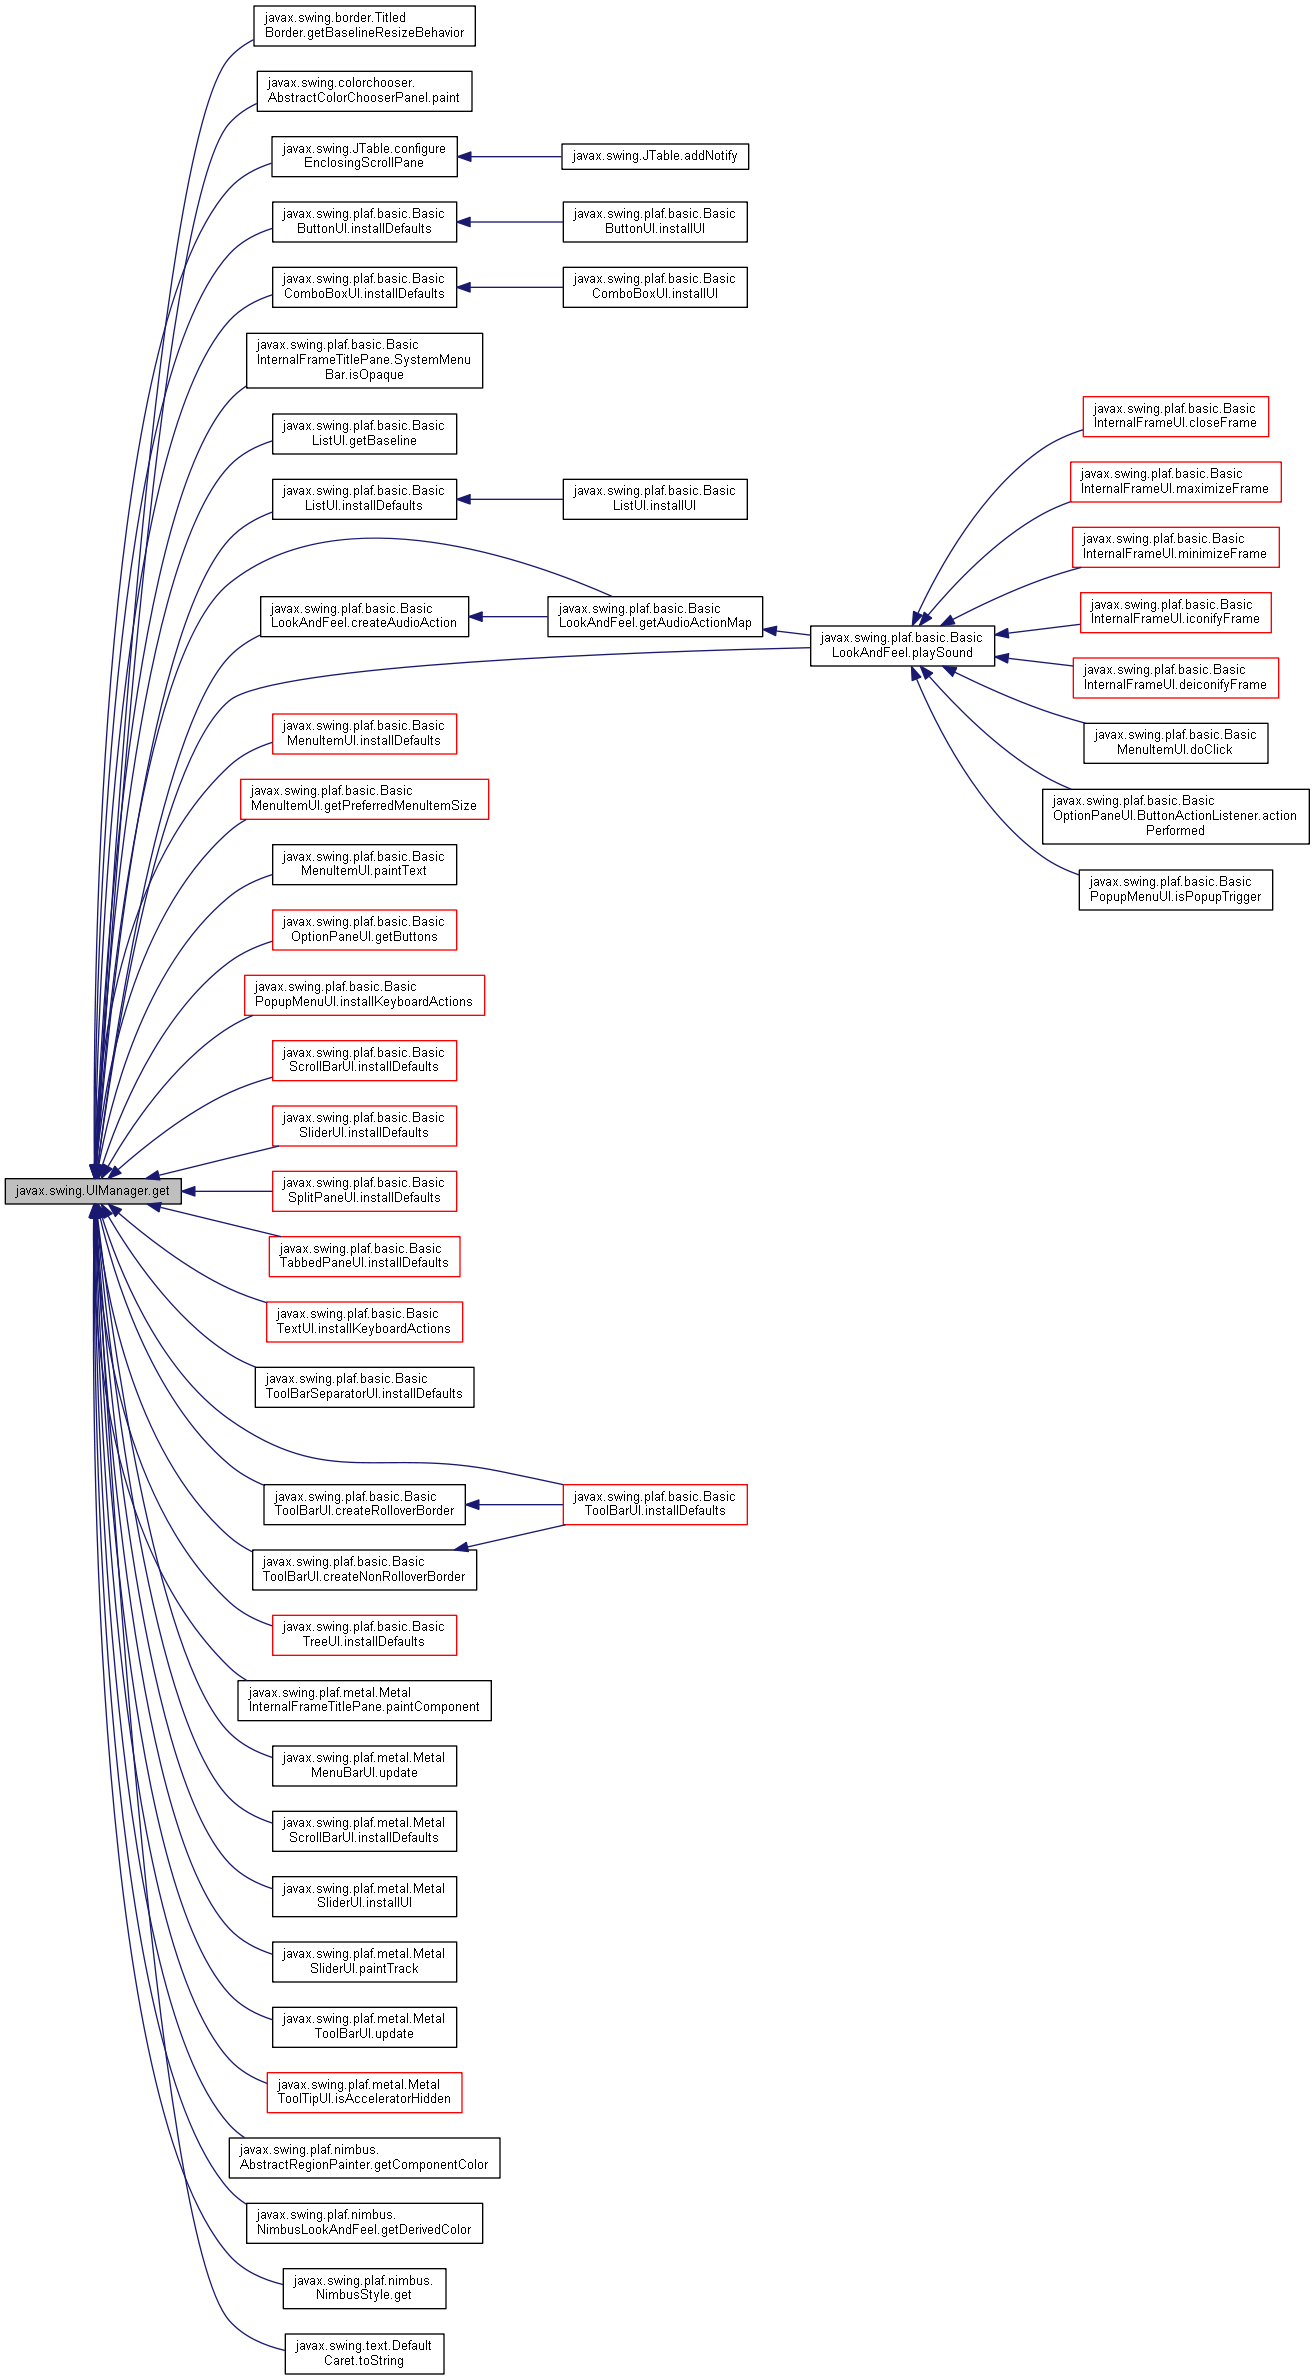 javax.swing.border.Titled
Border.getBaselineResizeBehavior
javax.swing.colorchooser.
AbstractColorChooserPanel.paint
javax.swing.JTable.configure
EnclosingScrollPane
javax.swing.JTable.addNotify
javax.swing.plaf.basic.Basic
ButtonUI.installDefaults
javax.swing.plaf.basic.Basic
ButtonUI.installUI
javax.swing.plaf.basic.Basic
ComboBoxUI.installDefaults
javax.swing.plaf.basic.Basic
ComboBoxUI.installUI
javax.swing.plaf.basic.Basic
InternalFrameTitlePane.SystemMenu
Bar.isOpaque
javax.swing.plaf.basic.Basic
ListUI.getBaseline
javax.swing.plaf.basic.Basic
ListUI.installDefaults
javax.swing.plaf.basic.Basic
ListUI.installUI
javax.swing.plaf.basic.Basic
LookAndFeel.createAudioAction
javax.swing.plaf.basic.Basic
LookAndFeel.getAudioActionMap
javax.swing.plaf.basic.Basic
LookAndFeel.playSound
javax.swing.plaf.basic.Basic
InternalFrameUI.closeFrame
javax.swing.plaf.basic.Basic
InternalFrameUI.maximizeFrame
javax.swing.plaf.basic.Basic
InternalFrameUI.minimizeFrame
javax.swing.plaf.basic.Basic
InternalFrameUI.iconifyFrame
javax.swing.plaf.basic.Basic
InternalFrameUI.deiconifyFrame
javax.swing.plaf.basic.Basic
MenuItemUI.doClick
javax.swing.plaf.basic.Basic
OptionPaneUI.ButtonActionListener.action
Performed
javax.swing.plaf.basic.Basic
PopupMenuUI.isPopupTrigger
javax.swing.plaf.basic.Basic
MenuItemUI.installDefaults
javax.swing.plaf.basic.Basic
MenuItemUI.getPreferredMenuItemSize
javax.swing.plaf.basic.Basic
MenuItemUI.paintText
javax.swing.plaf.basic.Basic
OptionPaneUI.getButtons
javax.swing.plaf.basic.Basic
PopupMenuUI.installKeyboardActions
javax.swing.plaf.basic.Basic
ScrollBarUI.installDefaults
javax.swing.plaf.basic.Basic
SliderUI.installDefaults
javax.swing.UIManager.get
javax.swing.plaf.basic.Basic
SplitPaneUI.installDefaults
javax.swing.plaf.basic.Basic
TabbedPaneUI.installDefaults
javax.swing.plaf.basic.Basic
TextUI.installKeyboardActions
javax.swing.plaf.basic.Basic
ToolBarSeparatorUI.installDefaults
javax.swing.plaf.basic.Basic
ToolBarUI.createRolloverBorder
javax.swing.plaf.basic.Basic
ToolBarUI.installDefaults
javax.swing.plaf.basic.Basic
ToolBarUI.createNonRolloverBorder
javax.swing.plaf.basic.Basic
TreeUI.installDefaults
javax.swing.plaf.metal.Metal
InternalFrameTitlePane.paintComponent
javax.swing.plaf.metal.Metal
MenuBarUI.update
javax.swing.plaf.metal.Metal
ScrollBarUI.installDefaults
javax.swing.plaf.metal.Metal
SliderUI.installUI
javax.swing.plaf.metal.Metal
SliderUI.paintTrack
javax.swing.plaf.metal.Metal
ToolBarUI.update
javax.swing.plaf.metal.Metal
ToolTipUI.isAcceleratorHidden
javax.swing.plaf.nimbus.
AbstractRegionPainter.getComponentColor
javax.swing.plaf.nimbus.
NimbusLookAndFeel.getDerivedColor
javax.swing.plaf.nimbus.
NimbusStyle.get
javax.swing.text.Default
Caret.toString